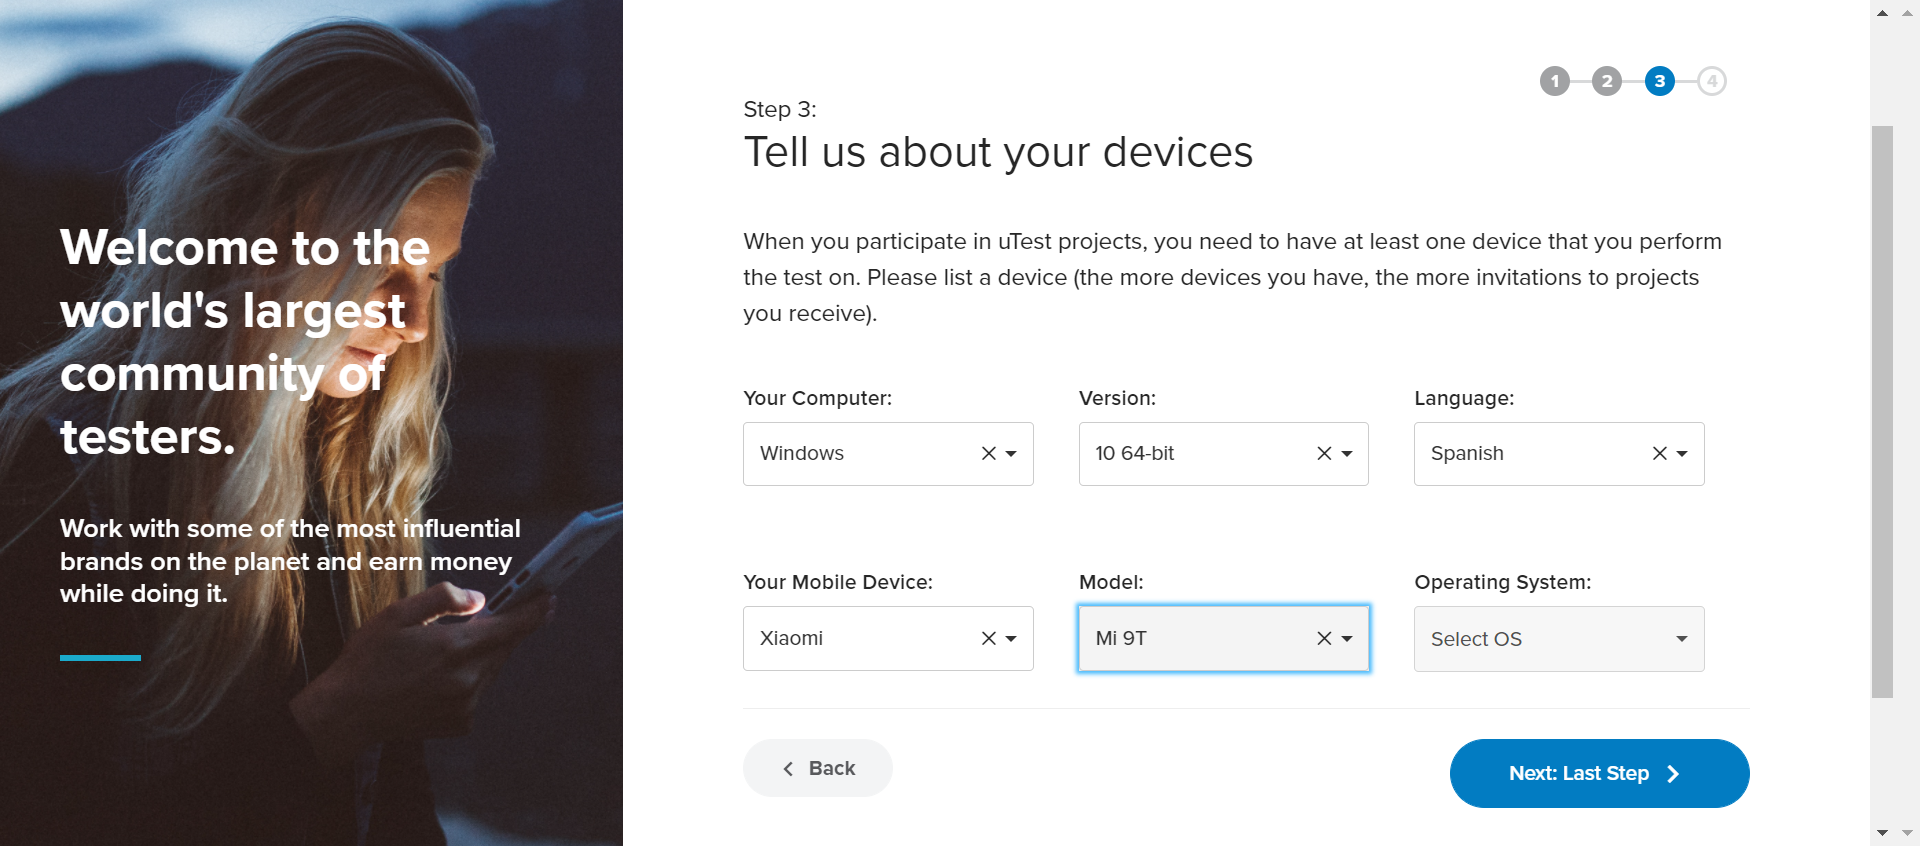 Welcome to the
world's largest
community of
testers.
Work with some of the most influential
brands on the planet and earn money
while doing it.
1 2 3 4
Step 3:
Tell us about your devices
When you participate in uTest projects, you need to have at least one device that you perform
the test on. Please list a device (the more devices you have, the more invitations to projects
you receive).
Your Computer: Version: Language:
Windows 10 64-bit Spanish
Your Mobile Device: Model: Operating System:
Xiaomi Mi 9T Select OS
Back Next: Last Step